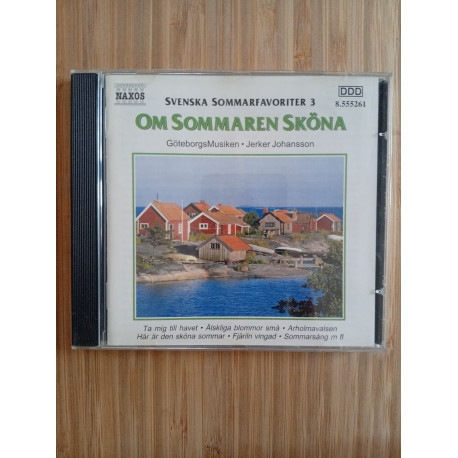 NAXOS
DDD
8.555261
SVENSKA SOMMARFAVORITER 3
OM SOMMAREN SKÖNA
GöteborgsMusiken • Jerker Johansson
Ta mig till havet • Älskliga blommor små • Arholmavalsen
Här är den sköna sommar • Fjäriln vingad • Sommarsång m fl